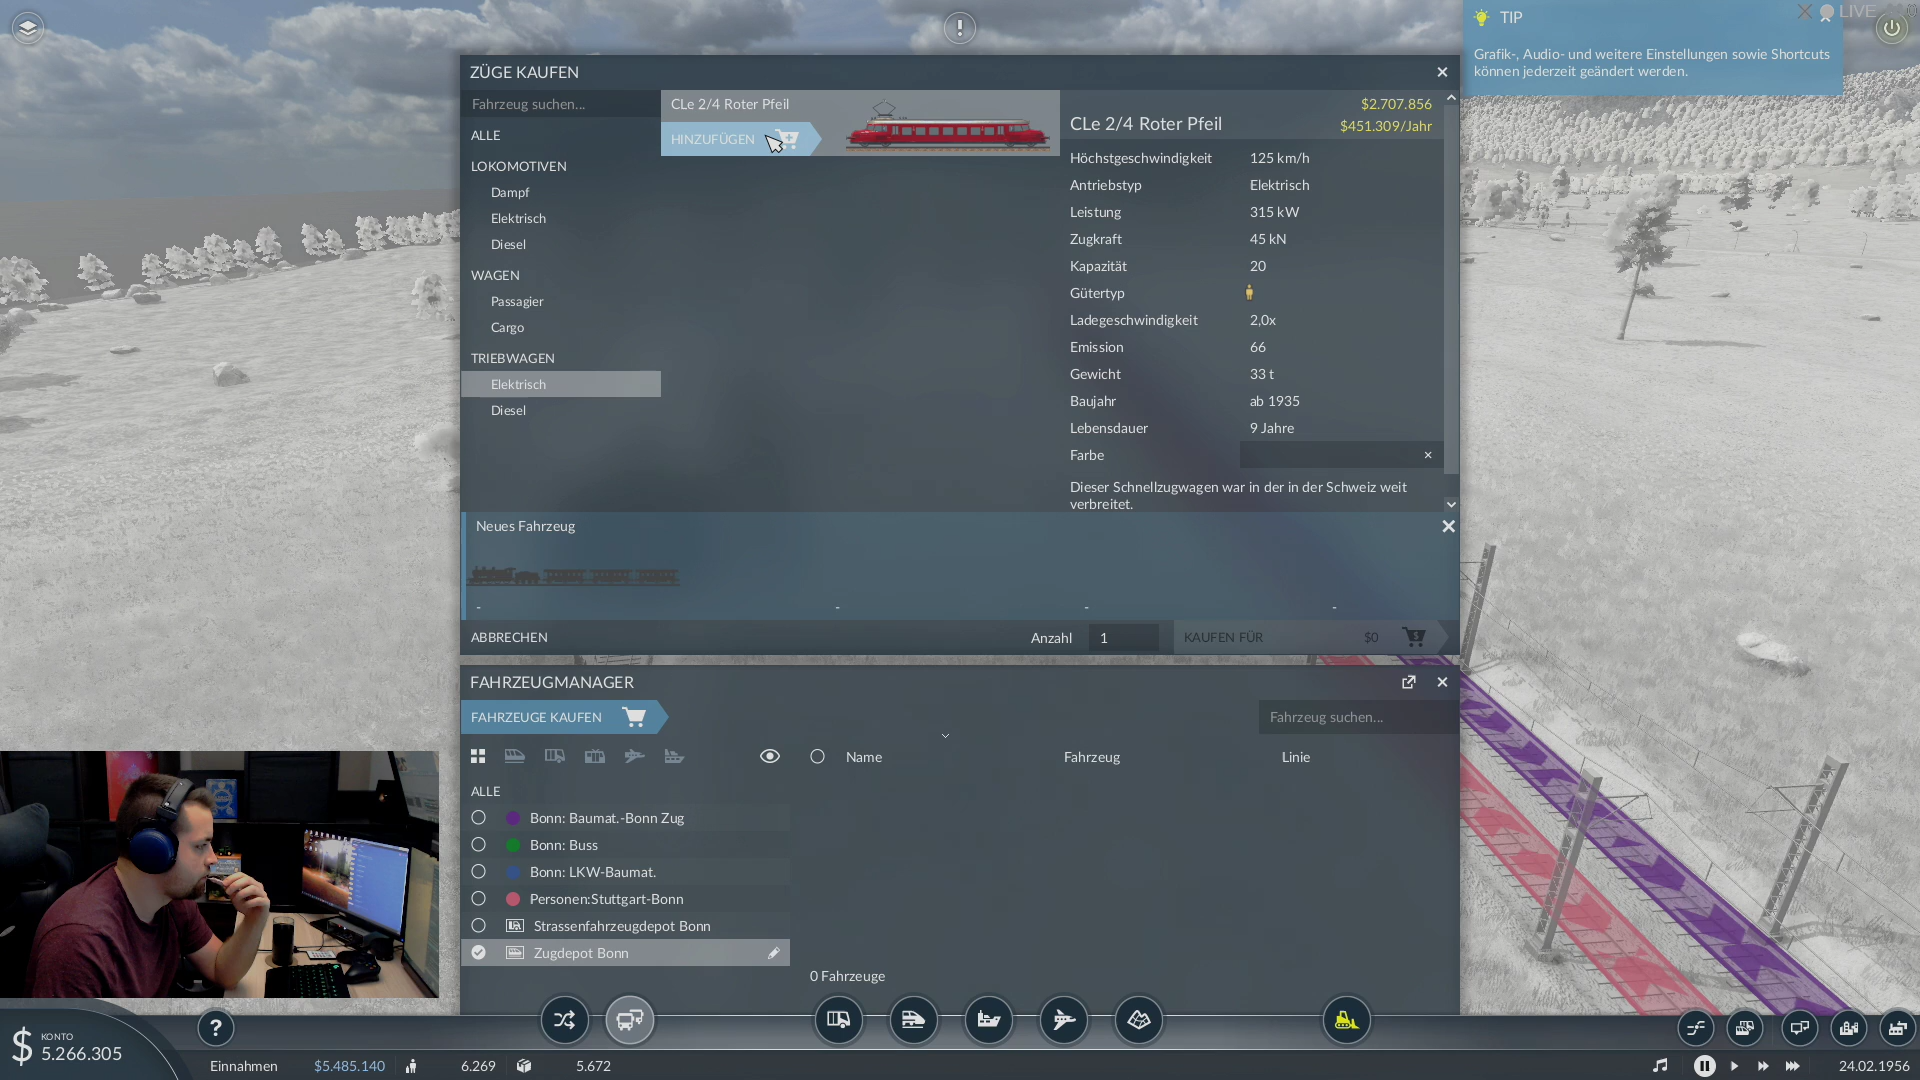 TIP
LIVE
Grafik-, Audio- und weitere Einstellungen sowie Shortcuts
können jederzeit geändert werden.
ZÜGE KAUFEN
Fahrzeug suchen...
ALLE
LOKOMOTIVEN
Dampf
Elektrisch
Diesel
WAGEN
Passagier
Cargo
TRIEBWAGEN
Elektrisch
Diesel
CLe 2/4 Roter Pfeil
HINZUFÜGEN
$2.707.856
CLe 2/4 Roter Pfeil
$451.309/Jahr
Höchstgeschwindigkeit 125 km/h
Antriebstyp Elektrisch
Leistung 315 kW
Zugkraft 45 kN
Kapazität 20
Gütertyp
Ladegeschwindigkeit 2,0x
Emission 66
Gewicht 33 t
Baujahr ab 1935
Lebensdauer 9 Jahre
Farbe
Dieser Schnellzugwagen war in der in der Schweiz weit
verbreitet.
Neues Fahrzeug
- - - -
ABBRECHEN Anzahl 1 KAUFEN FÜR $0
FAHRZEUGMANAGER
FAHRZEUGE KAUFEN Fahrzeug suchen...
Name Fahrzeug Linie
ALLE
Bonn: Baumat.-Bonn Zug
Bonn: Buss
Bonn: LKW-Baumat.
Personen:Stuttgart-Bonn
Strassenfahrzeugdepot Bonn
Zugdepot Bonn
0 Fahrzeuge
KONTO
$ 5.266.305
?
Einnahmen $5.485.140 6.269 5.672 24.02.1956